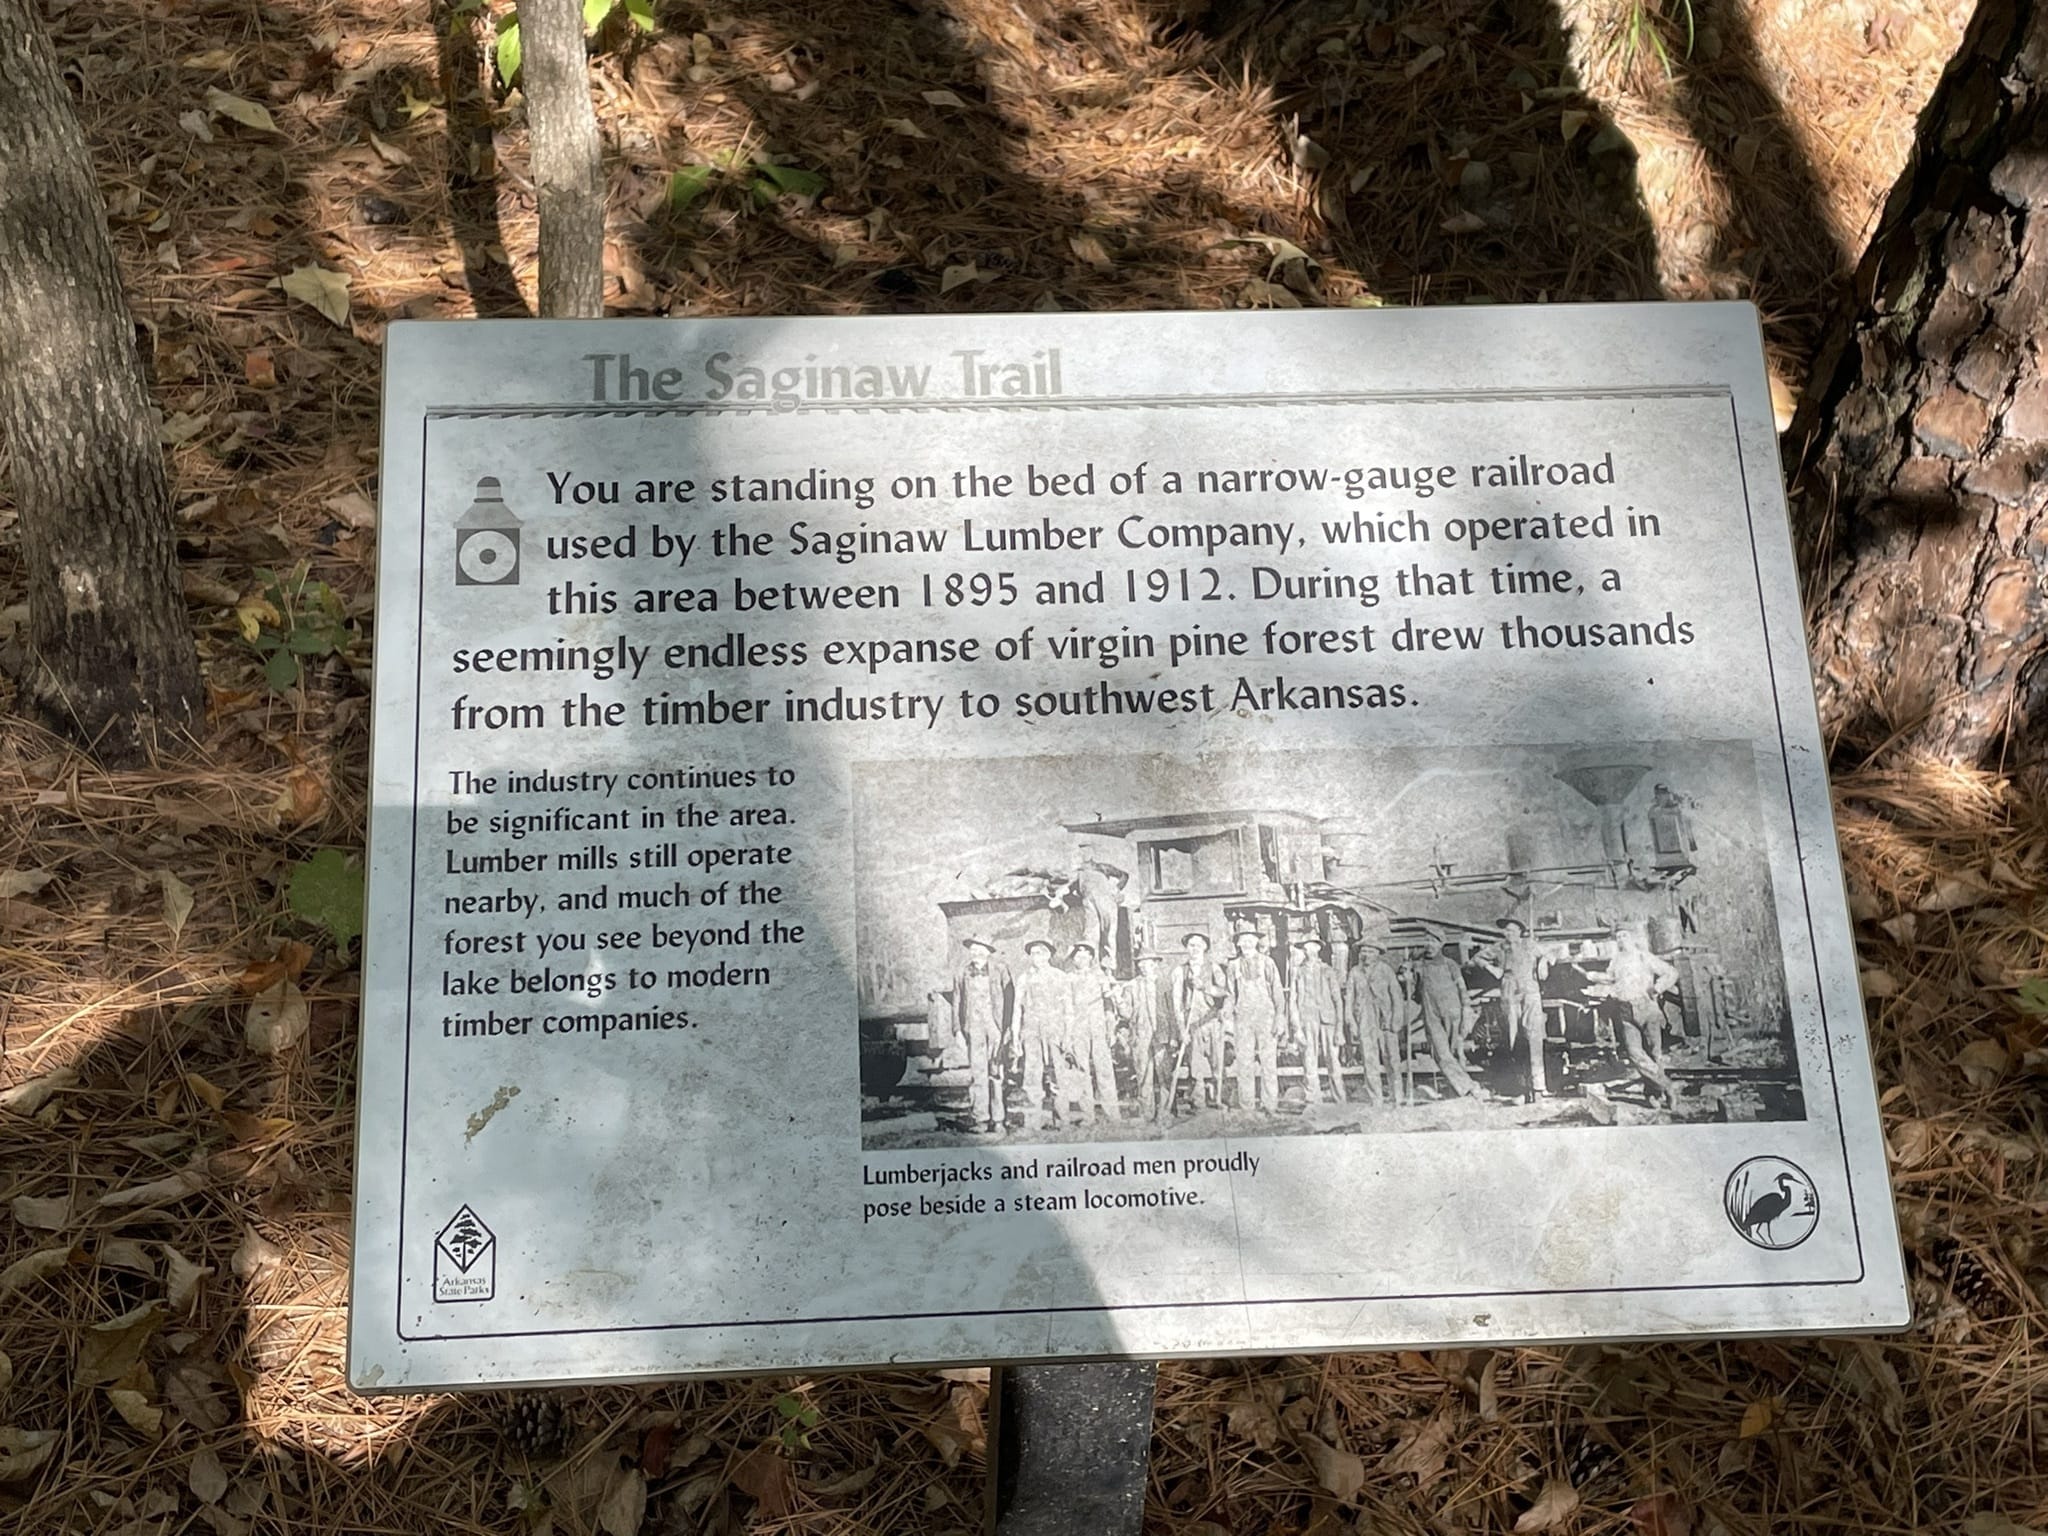 The Saginaw Trail
You are standing on the bed of a narrow-gauge railroad
used by the Saginaw Lumber Company, which operated in
this area between 1895 and 1912. During that time, a
seemingly endless expanse of virgin pine forest drew thousands
from the timber industry to southwest Arkansas.
The industry continues to
be significant in the area.
Lumber mills still operate
nearby, and much of the
forest you see beyond the
lake belongs to modern
timber companies.
Lumberjacks and railroad men proudly
pose beside a steam locomotive.
Arkansas
State Parks